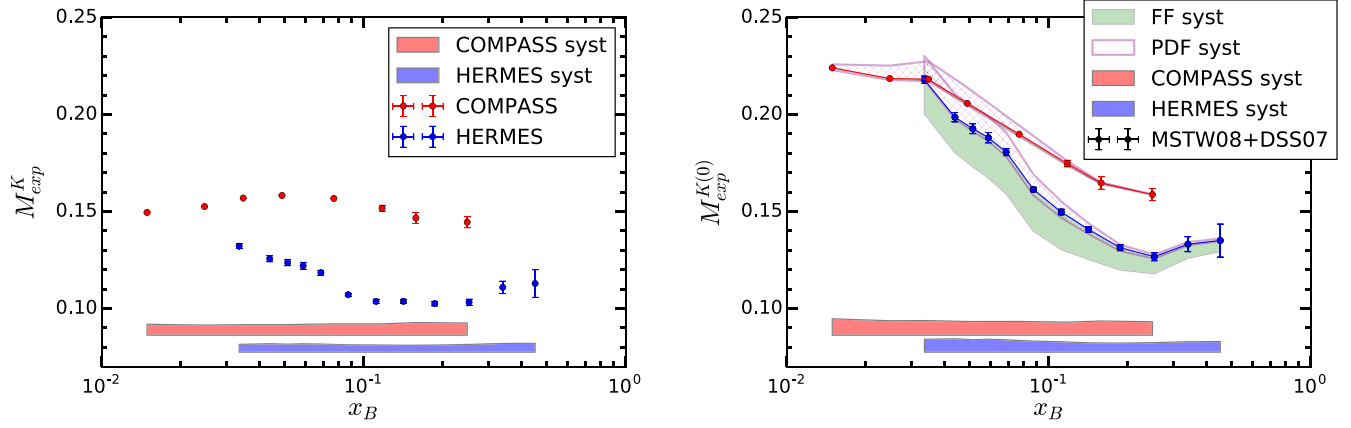 0.25
0.20
0.15
0.10
M_exp^K
COMPASS syst
HERMES syst
COMPASS
HERMES
10^-2
10^-1
10^0
x_B
0.25
0.20
0.15
0.10
M_exp^K(0)
FF syst
PDF syst
COMPASS syst
HERMES syst
MSTW08+DSS07
10^-2
10^-1
10^0
x_B